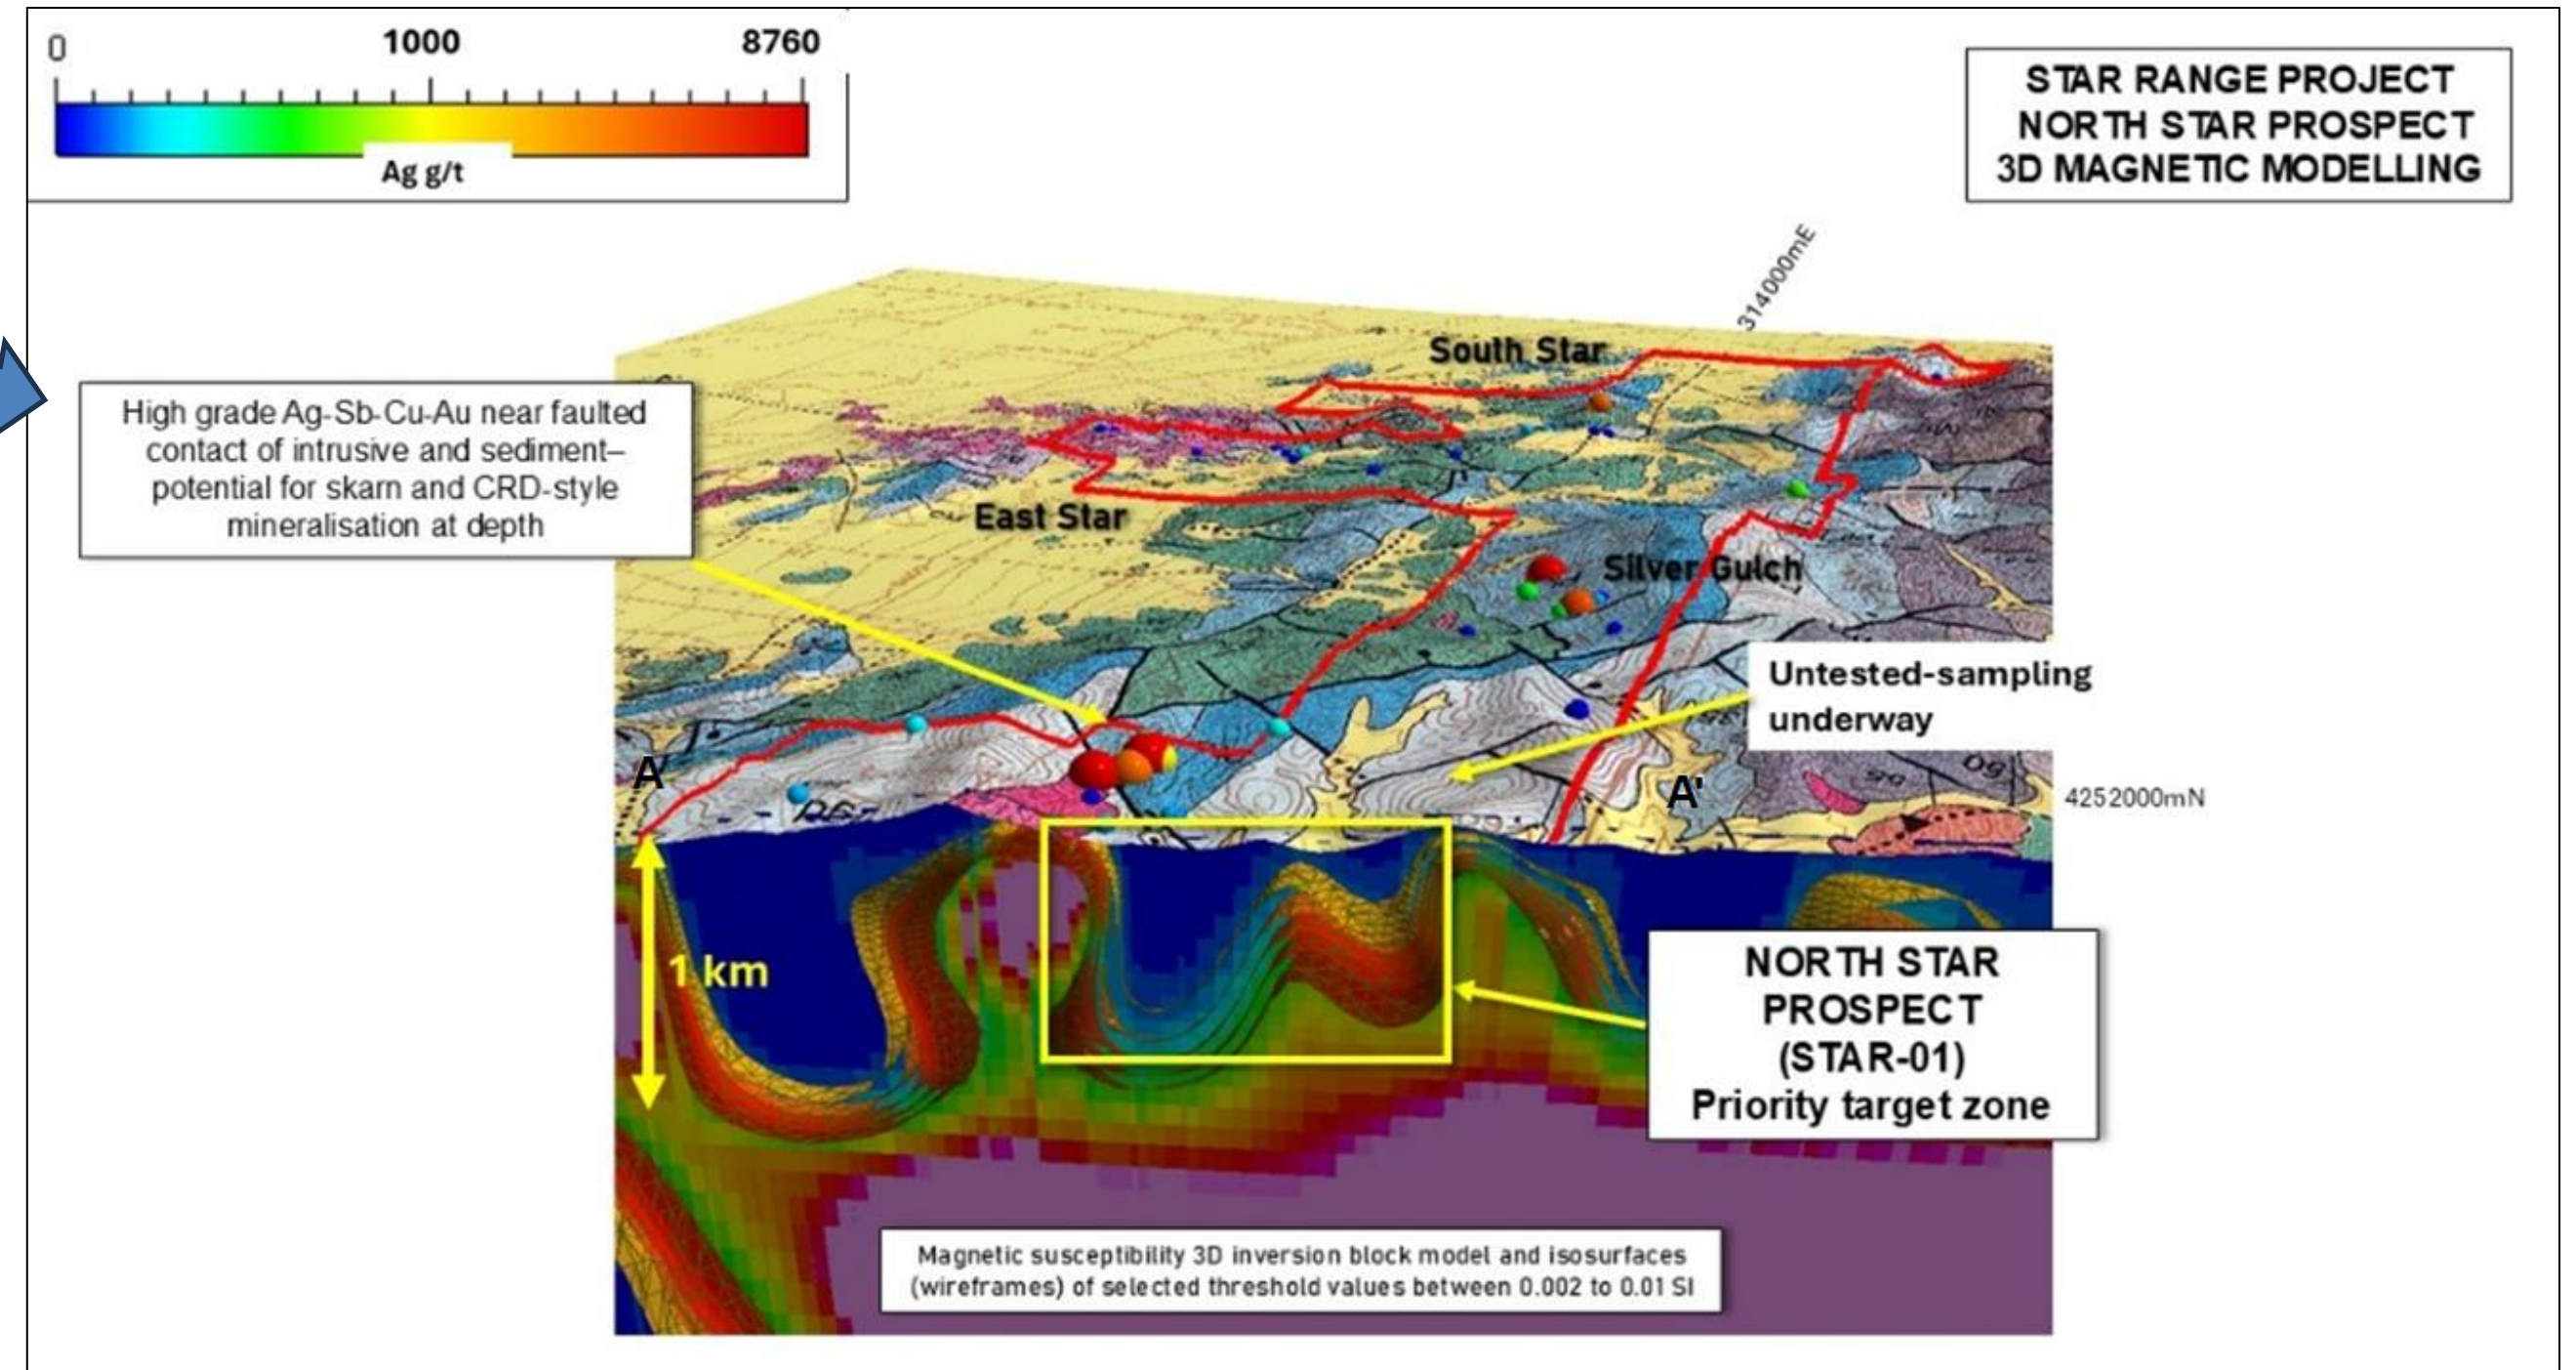 0 1000 8760
Ag g/t
STAR RANGE PROJECT
NORTH STAR PROSPECT
3D MAGNETIC MODELLING
314000mE
South Star
High grade Ag-Sb-Cu-Au near faulted
contact of intrusive and sediment–
potential for skarn and CRD-style
mineralisation at depth
East Star
Silver Gulch
Untested-sampling
underway
A
A'
4252000mN
1 km
NORTH STAR
PROSPECT
(STAR-01)
Priority target zone
Magnetic susceptibility 3D inversion block model and isosurfaces
(wireframes) of selected threshold values between 0.002 to 0.01 SI